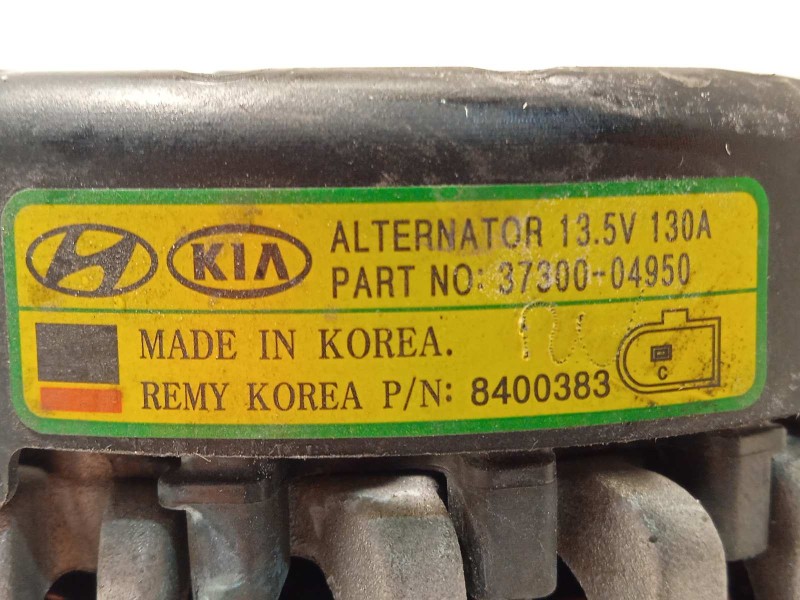 KIA
ALTERNATOR 13.5V 130A
PART NO: 37300-04950
MADE IN KOREA.
REMY KOREA P/N: 8400383
C